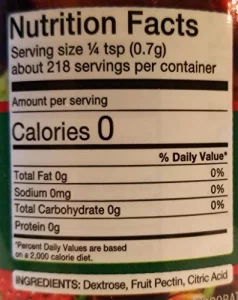 Nutrition Facts
Serving size ¼ tsp (0.7g)
about 218 servings per container
Amount per serving
Calories 0
% Daily Value*
Total Fat 0g 0%
Sodium 0mg 0%
Total Carbohydrate 0g 0%
Protein 0g
*Percent Daily Values are based
on a 2,000 calorie diet.
INGREDIENTS: Dextrose, Fruit Pectin, Citric Acid